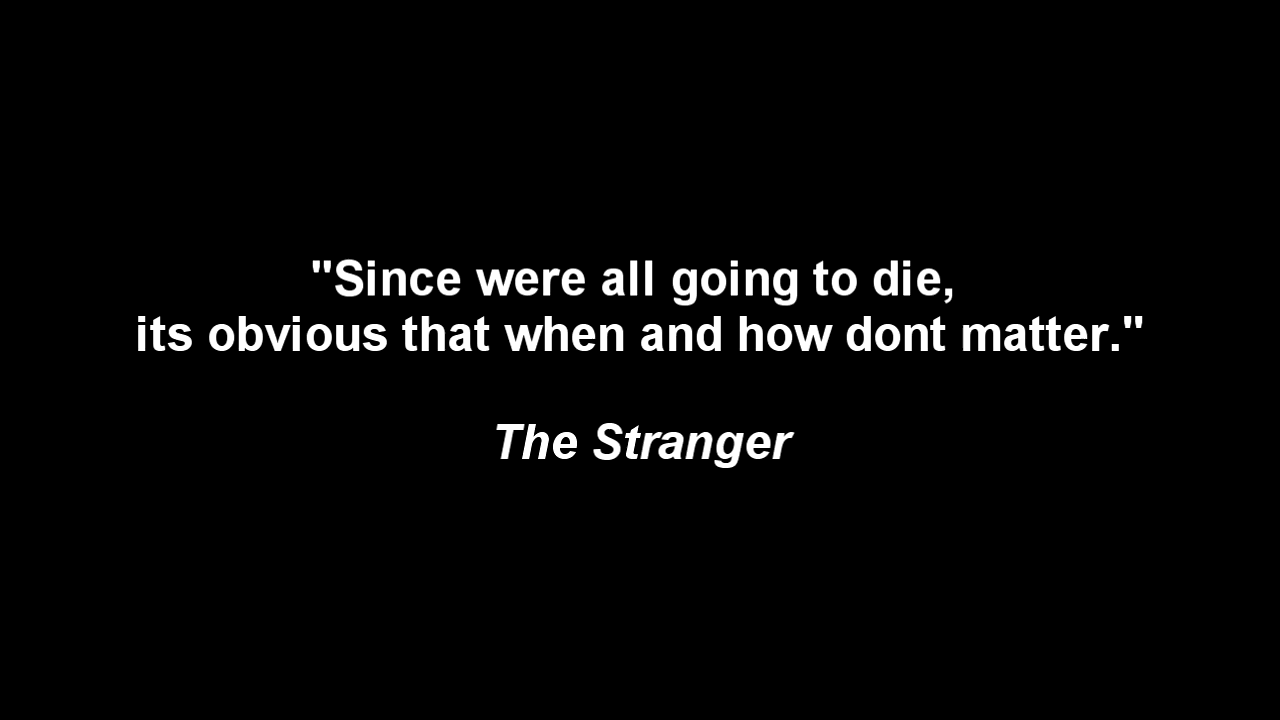 "Since were all going to die,
its obvious that when and how dont matter."
The Stranger